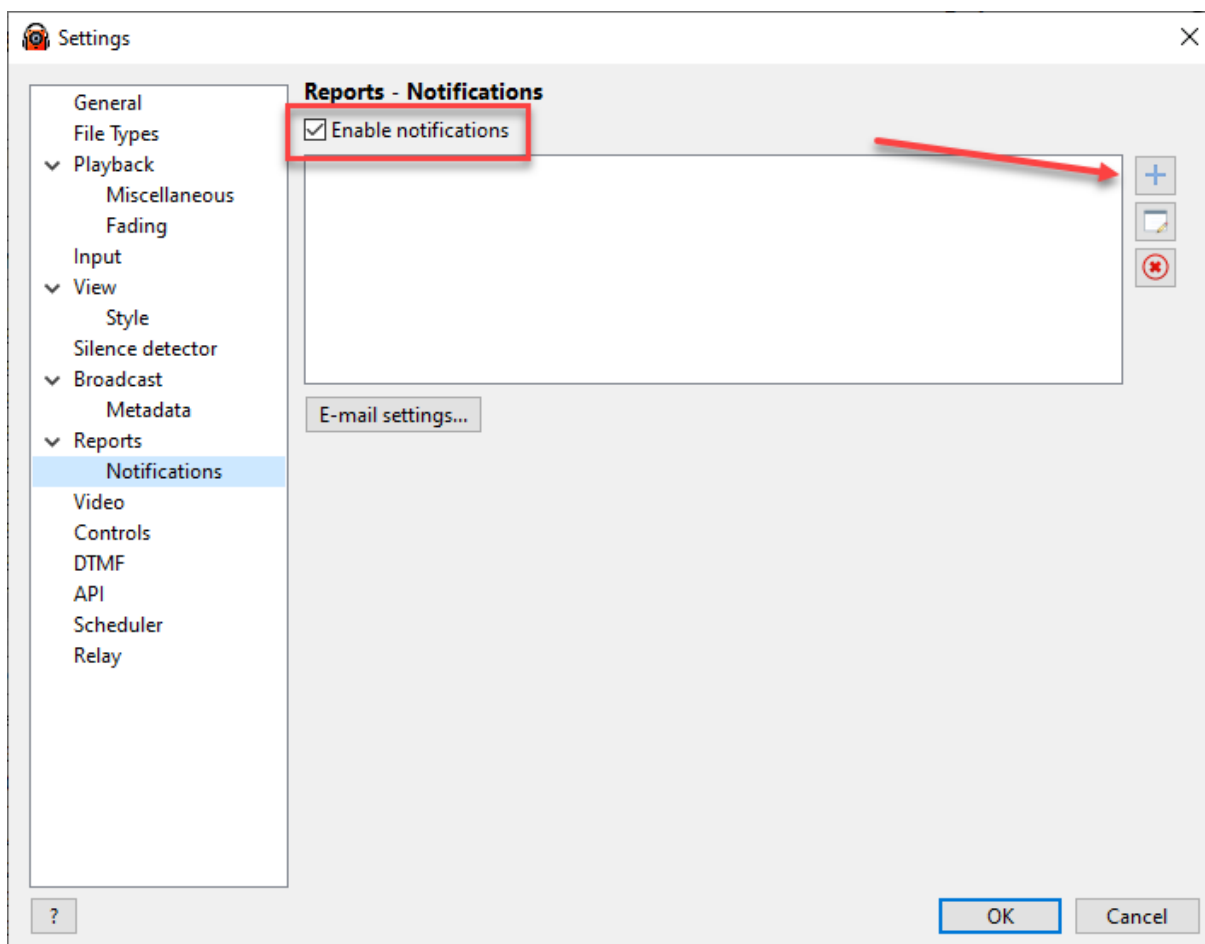 Settings
General
File Types
Playback
Miscellaneous
Fading
Input
View
Style
Silence detector
Broadcast
Metadata
Reports
Notifications
Video
Controls
DTMF
API
Scheduler
Relay
Reports - Notifications
Enable notifications
E-mail settings...
?
OK
Cancel